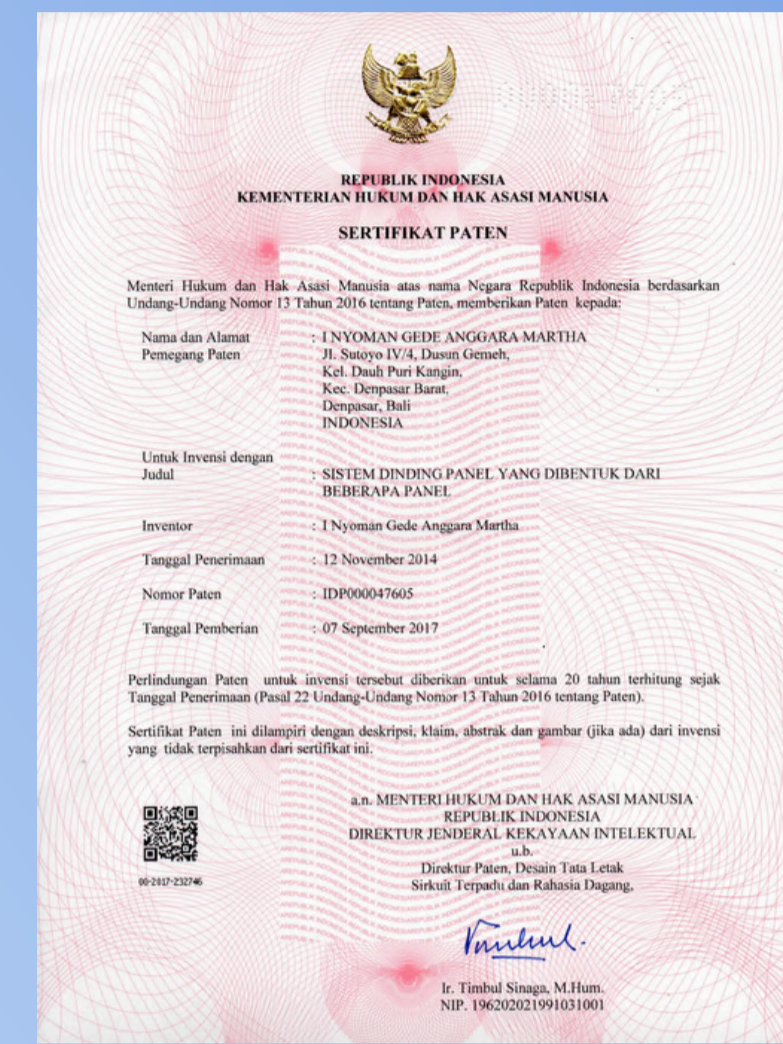 REPUBLIK INDONESIA
KEMENTERIAN HUKUM DAN HAK ASASI MANUSIA
SERTIFIKAT PATEN
Menteri Hukum dan Hak Asasi Manusia atas nama Negara Republik Indonesia berdasarkan
Undang-Undang Nomor 13 Tahun 2016 tentang Paten, memberikan Paten kepada:
Nama dan Alamat : I NYOMAN GEDE ANGGARA MARTHA
Pemegang Paten Jl. Sutoyo IV/4, Dusun Gemeh,
Kel. Dauh Puri Kangin,
Kec. Denpasar Barat,
Denpasar, Bali
INDONESIA
Untuk Invensi dengan
Judul : SISTEM DINDING PANEL YANG DIBENTUK DARI
BEBERAPA PANEL
Inventor : I Nyoman Gede Anggara Martha
Tanggal Penerimaan : 12 November 2014
Nomor Paten : IDP000047605
Tanggal Pemberian : 07 September 2017
Perlindungan Paten untuk invensi tersebut diberikan untuk selama 20 tahun terhitung sejak
Tanggal Penerimaan (Pasal 22 Undang-Undang Nomor 13 Tahun 2016 tentang Paten).
Sertifikat Paten ini dilampiri dengan deskripsi, klaim, abstrak dan gambar (jika ada) dari invensi
yang tidak terpisahkan dari sertifikat ini.
a.n. MENTERI HUKUM DAN HAK ASASI MANUSIA
REPUBLIK INDONESIA
DIREKTUR JENDERAL KEKAYAAN INTELEKTUAL
u.b.
Direktur Paten, Desain Tata Letak
Sirkuit Terpadu dan Rahasia Dagang,
00-2017-232746
Ir. Timbul Sinaga, M.Hum.
NIP. 196202021991031001